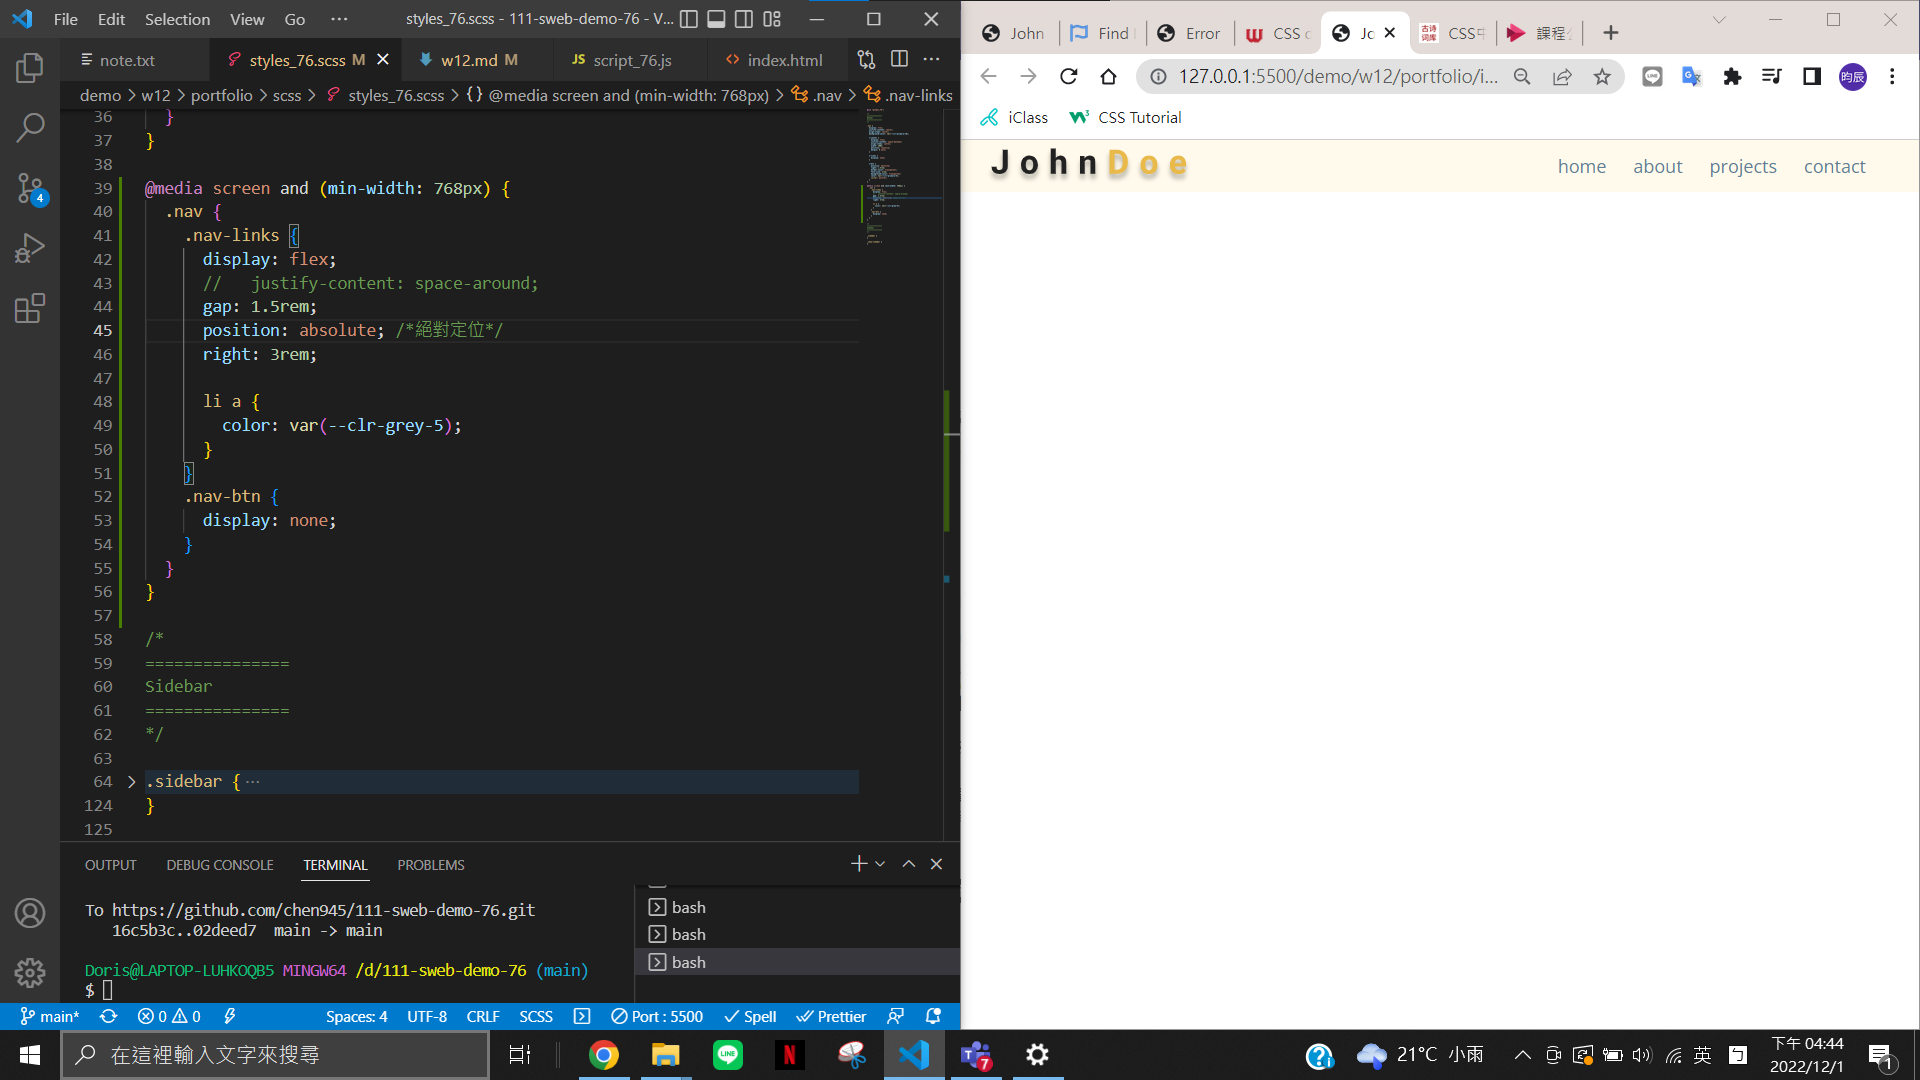 File Edit Selection View Go ··· styles_76.scss - 111-sweb-demo-76 - V...
note.txt styles_76.scss M w12.md M script_76.js index.html
demo > w12 > portfolio > scss > styles_76.scss > {} @media screen and (min-width: 768px) > .nav > .nav-links
36 }
37 }
38
39 @media screen and (min-width: 768px) {
40 .nav {
41 .nav-links {
42 display: flex;
43 // justify-content: space-around;
44 gap: 1.5rem;
45 position: absolute; /*絕對定位*/
46 right: 3rem;
47
48 li a {
49 color: var(--clr-grey-5);
50 }
51 }
52 .nav-btn {
53 display: none;
54 }
55 }
56 }
57
58 /*
59 ===============
60 Sidebar
61 ===============
62 */
63
64 .sidebar { ···
124 }
125
4
OUTPUT DEBUG CONSOLE TERMINAL PROBLEMS
To https://github.com/chen945/111-sweb-demo-76.git
16c5b3c..02deed7 main -> main
Doris@LAPTOP-LUHKOQB5 MINGW64 /d/111-sweb-demo-76 (main)
$
bash
bash
bash
main* 0 0 Spaces: 4 UTF-8 CRLF SCSS Port : 5500 Spell Prettier
John Find Error CSS Jo CSS 課程
127.0.0.1:5500/demo/w12/portfolio/i...
昀辰
iClass CSS Tutorial
JohnDoe home about projects contact
在這裡輸入文字來搜尋
LINE N 7 21°C 小雨 英 下午 04:44
2022/12/1
1